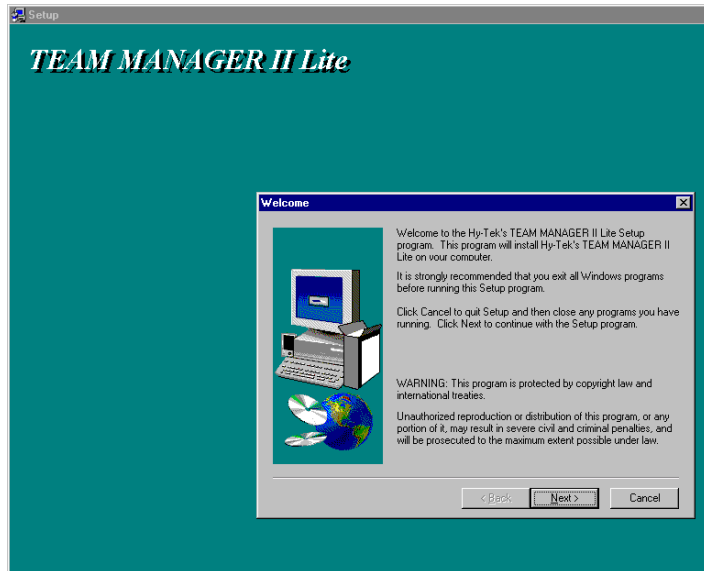 Setup
TEAM MANAGER II Lite
Welcome
Welcome to the Hy-Tek's TEAM MANAGER II Lite Setup
program. This program will install Hy-Tek's TEAM MANAGER II
Lite on your computer.
It is strongly recommended that you exit all Windows programs
before running this Setup program.
Click Cancel to quit Setup and then close any programs you have
running. Click Next to continue with the Setup program.
WARNING: This program is protected by copyright law and
international treaties.
Unauthorized reproduction or distribution of this program, or any
portion of it, may result in severe civil and criminal penalties, and
will be prosecuted to the maximum extent possible under law.
< Back Next > Cancel